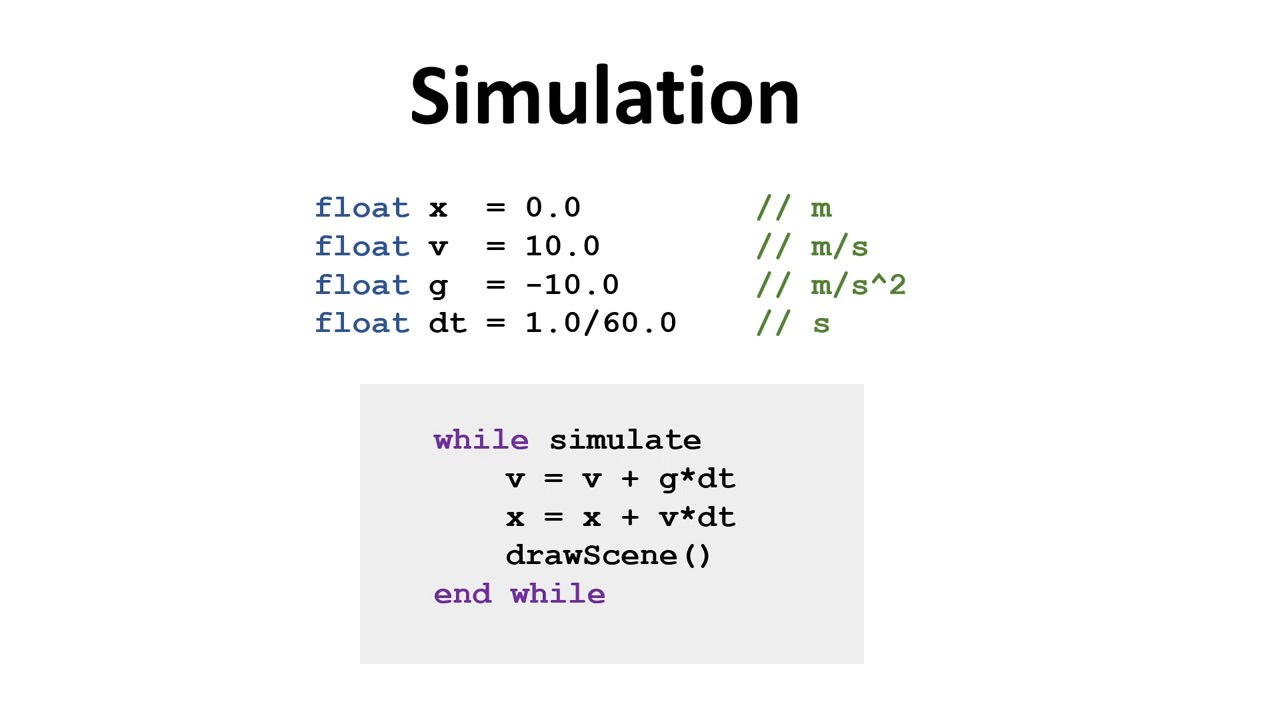 Simulation
float x  = 0.0         // m
float v  = 10.0        // m/s
float g  = -10.0       // m/s^2
float dt = 1.0/60.0    // s
while simulate
    v = v + g*dt
    x = x + v*dt
    drawScene()
end while